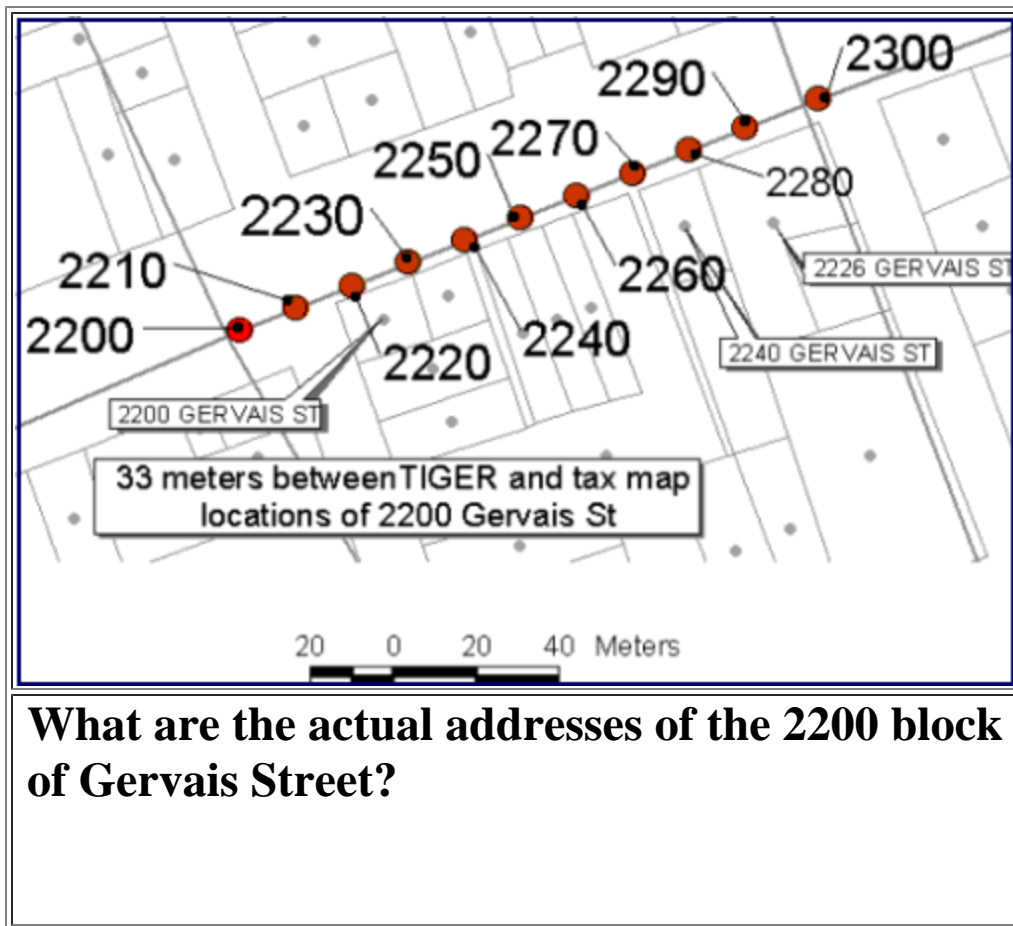 2300
2290
2270
2250
2280
2230
2226 GERVAIS ST
2210
2260
2200
2240
2220
2240 GERVAIS ST
2200 GERVAIS ST
33 meters between TIGER and tax map
locations of 2200 Gervais St
20 0 20 40 Meters
What are the actual addresses of the 2200 block
of Gervais Street?